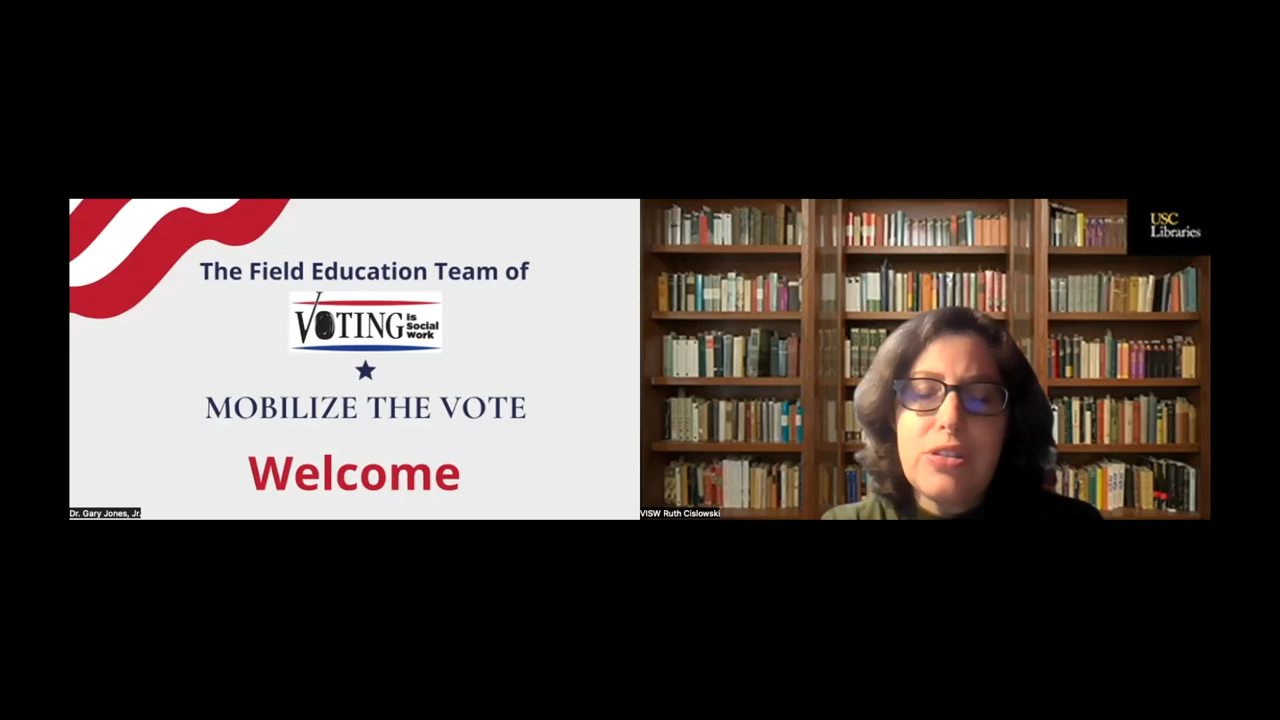 The Field Education Team of
VOTING is Social Work
MOBILIZE THE VOTE
Welcome
Dr. Gary Jones, Jr.
USC
Libraries
VISW Ruth Cislowski